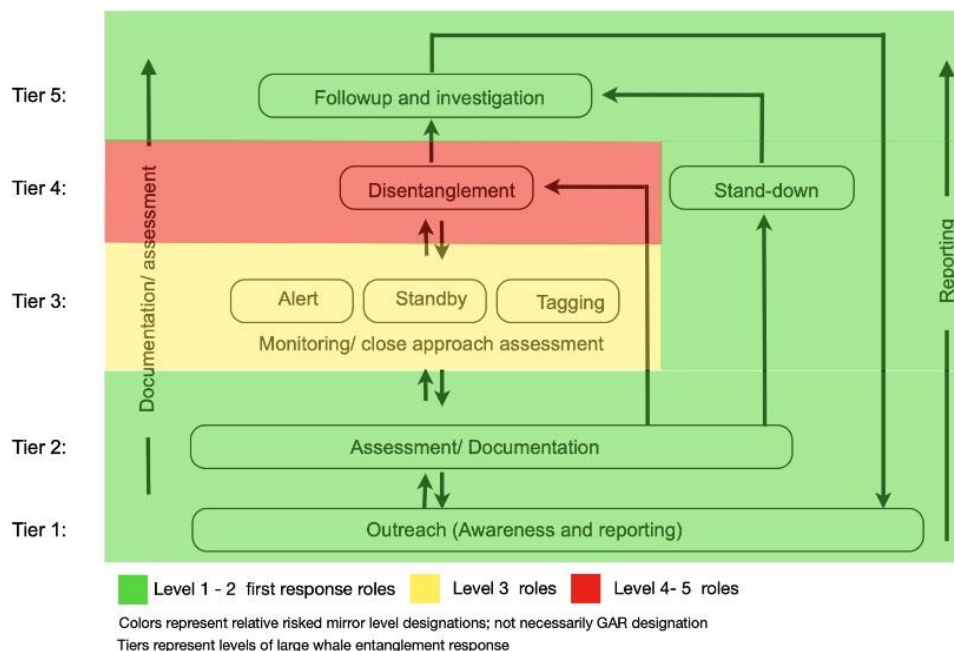 Tier 5:
Followup and investigation
Tier 4:
Disentanglement
Stand-down
Documentation/ assessment
Reporting
Tier 3:
Alert
Standby
Tagging
Monitoring/ close approach assessment
Tier 2:
Assessment/ Documentation
Tier 1:
Outreach (Awareness and reporting)
Level 1 - 2 first response roles
Level 3 roles
Level 4- 5 roles
Colors represent relative risked mirror level designations; not necessarily GAR designation
Tiers represent levels of large whale entanglement response